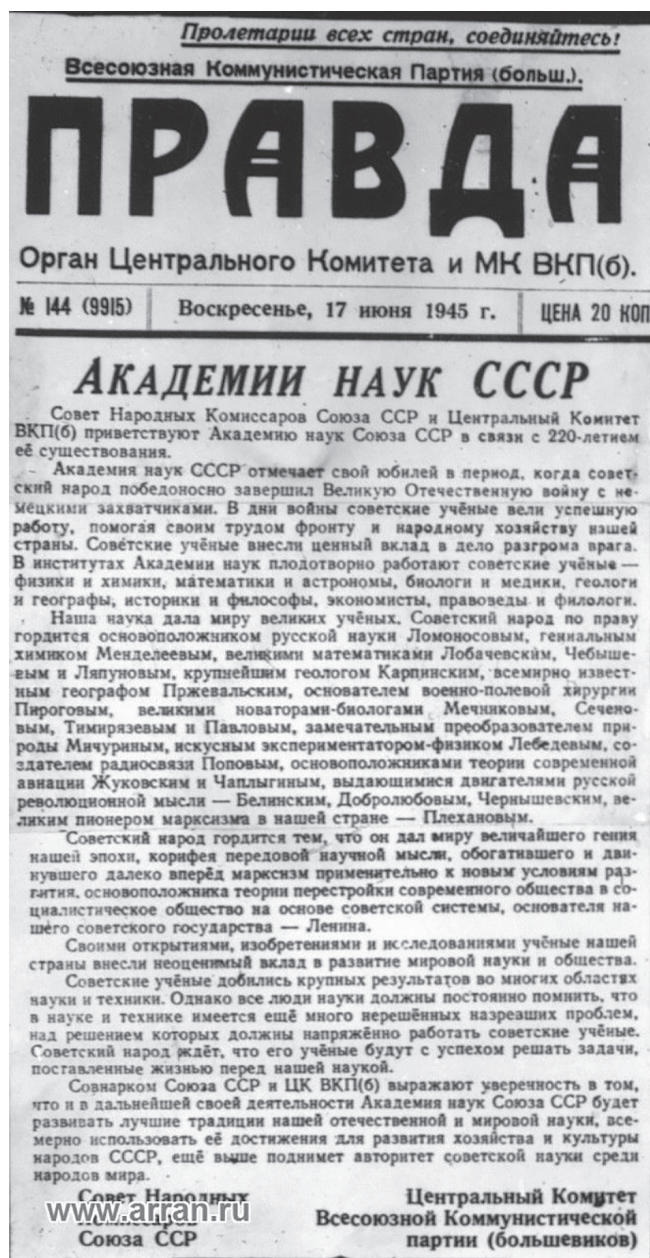 Пролетарии всех стран, соединяйтесь!
Всесоюзная Коммунистическая Партия (больш.).
ПРАВДА
Орган Центрального Комитета и МК ВКП(б).
№ 144 (9915) Воскресенье, 17 июня 1945 г. ЦЕНА 20 КОП
АКАДЕМИИ НАУК СССР
Совет Народных Комиссаров Союза ССР и Центральный Комитет
ВКП(б) приветствуют Академию наук Союза ССР в связи с 220-летием
её существования.
Академия наук СССР отмечает свой юбилей в период, когда совет-
ский народ победоносно завершил Великую Отечественную войну с не-
мецкими захватчиками. В дни войны советские учёные вели успешную
работу, помогая своим трудом фронту и народному хозяйству нашей
страны. Советские учёные внесли ценный вклад в дело разгрома врага.
В институтах Академии наук плодотворно работают советские учёные —
физики и химики, математики и астрономы, биологи и медики, геологи
и географы, историки и философы, экономисты, правоведы и филологи.
Наша наука дала миру великих учёных. Советский народ по праву
гордится основоположником русской науки Ломоносовым, гениальным
химиком Менделеевым, великими математиками Лобачевским, Чебыше-
вым и Ляпуновым, крупнейшим геологом Карпинским, всемирно извест-
ным географом Пржевальским, основателем военно-полевой хирургии
Пироговым, великими новаторами-биологами Мечниковым, Сечено-
вым, Тимирязевым и Павловым, замечательным преобразователем при-
роды Мичуриным, искусным экспериментатором-физиком Лебедевым, со-
здателем радиосвязи Поповым, основоположниками теории современной
авиации Жуковским и Чаплыгиным, выдающимися двигателями русской
революционной мысли — Белинским, Добролюбовым, Чернышевским, ве-
ликим пионером марксизма в нашей стране — Плехановым.
Советский народ гордится тем, что он дал миру величайшего гения
нашей эпохи, корифея передовой научной мысли, обогатившего и дви-
нувшего далеко вперёд марксизм применительно к новым условиям раз-
вития, основоположника теории перестройки современного общества в со-
циалистическое общество на основе советской системы, основателя на-
шего советского государства — Ленина.
Своими открытиями, изобретениями и исследованиями учёные нашей
страны внесли неоценимый вклад в развитие мировой науки и общества.
Советские учёные добились крупных результатов во многих областях
науки и техники. Однако все люди науки должны постоянно помнить, что
в науке и технике имеется ещё много нерешённых назревших проблем,
над решением которых должны напряжённо работать советские учёные.
Советский народ ждёт, что его учёные будут с успехом решать задачи,
поставленные жизнью перед нашей наукой.
Совнарком Союза ССР и ЦК ВКП(б) выражают уверенность в том,
что и в дальнейшей своей деятельности Академия наук Союза ССР будет
развивать лучшие традиции нашей отечественной и мировой науки, все-
мерно использовать её достижения для развития хозяйства и культуры
народов СССР, ещё выше поднимет авторитет советской науки среди
народов мира.
Совет Народных Центральный Комитет
Комиссаров Всесоюзной Коммунистической
Союза ССР партии (большевиков)
www.arran.ru